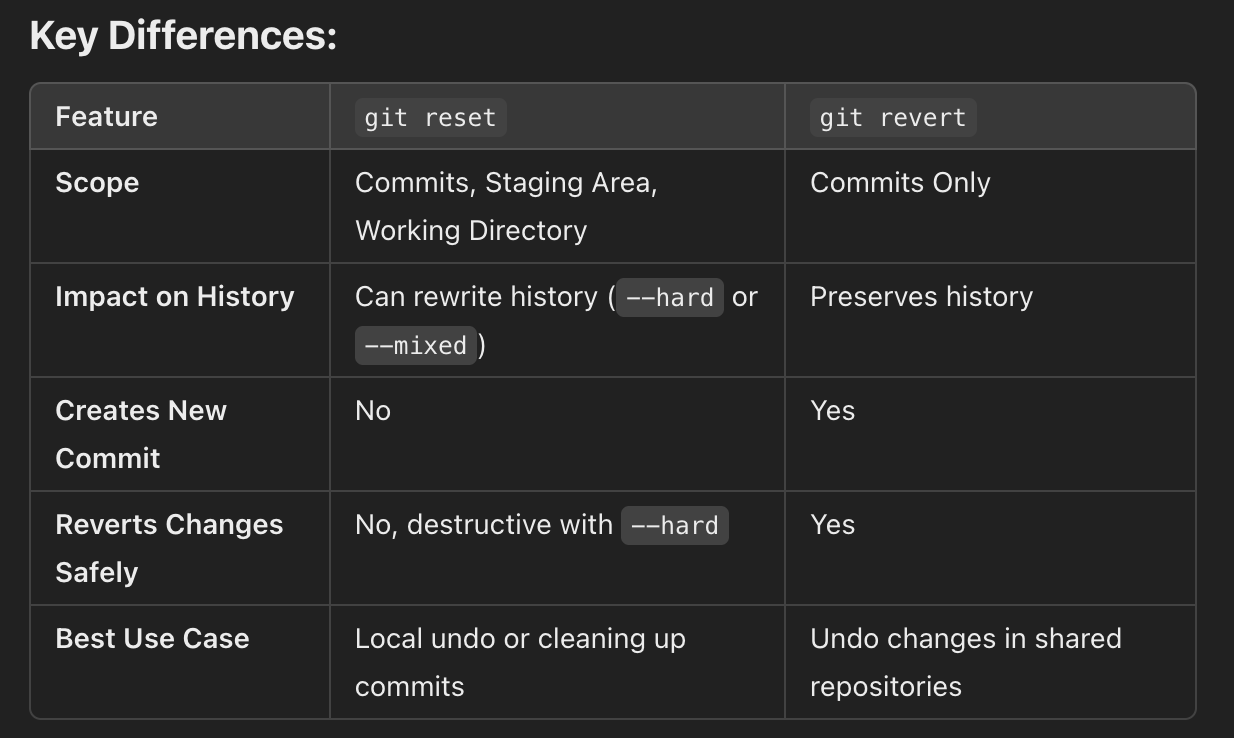 Key Differences:
Feature git reset git revert
Scope Commits, Staging Area, Commits Only
Working Directory
Impact on History Can rewrite history (--hard or Preserves history
--mixed)
Creates New No Yes
Commit
Reverts Changes No, destructive with --hard Yes
Safely
Best Use Case Local undo or cleaning up Undo changes in shared
commits repositories